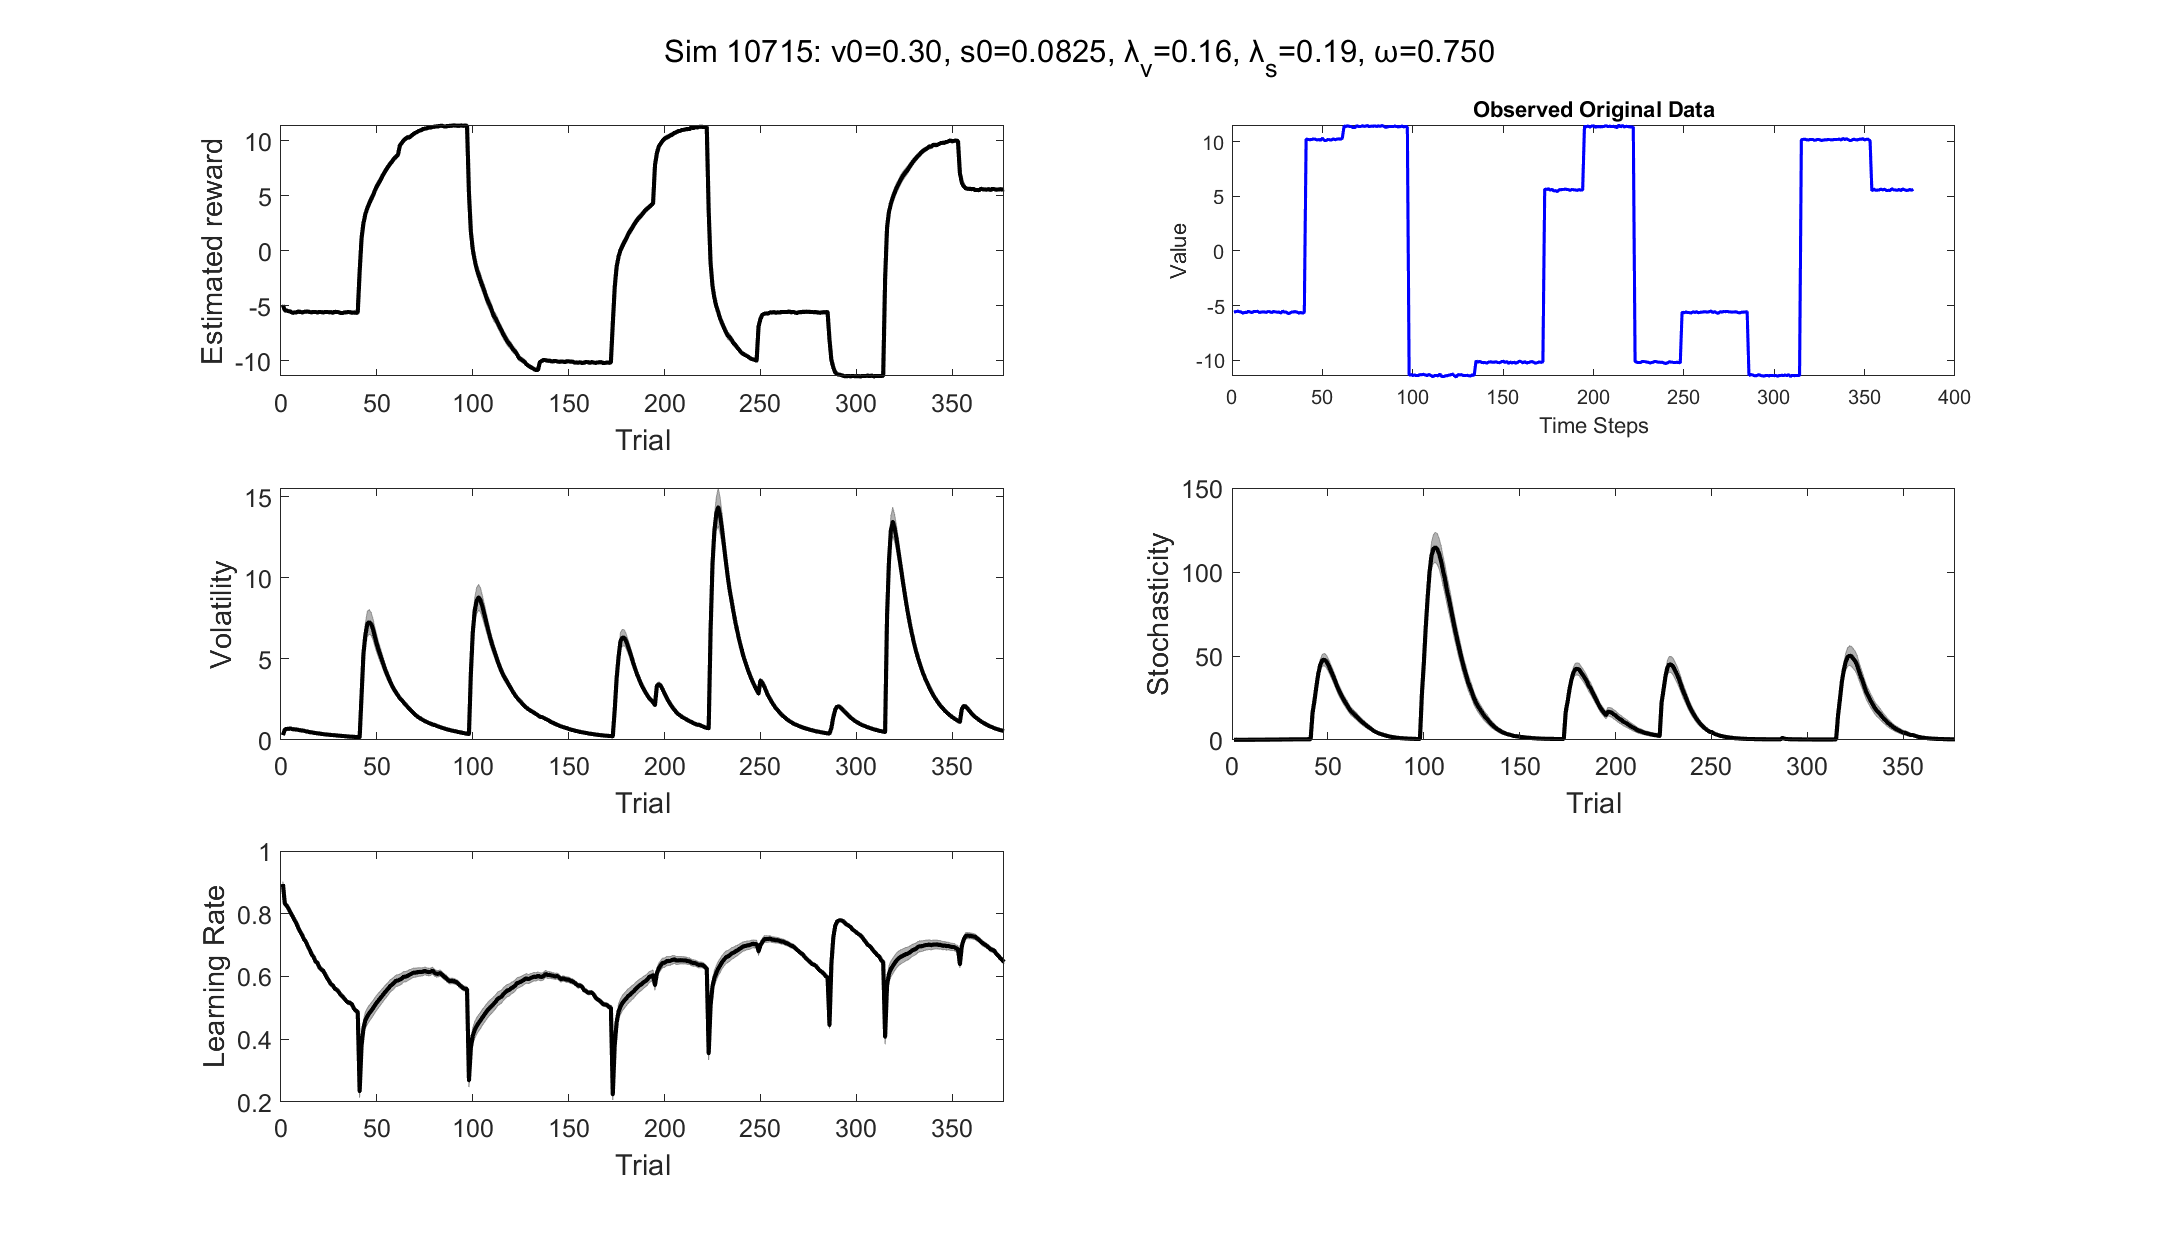 Sim 10715: v0=0.30, s0=0.0825, λv=0.16, λs=0.19, ω=0.750
Estimated reward
10
5
0
-5
-10
0 50 100 150 200 250 300 350
Trial
Observed Original Data
Value
10
5
0
-5
-10
0 50 100 150 200 250 300 350 400
Time Steps
Volatility
15
10
5
0
0 50 100 150 200 250 300 350
Trial
Stochasticity
150
100
50
0
0 50 100 150 200 250 300 350
Trial
Learning Rate
1
0.8
0.6
0.4
0.2
0 50 100 150 200 250 300 350
Trial